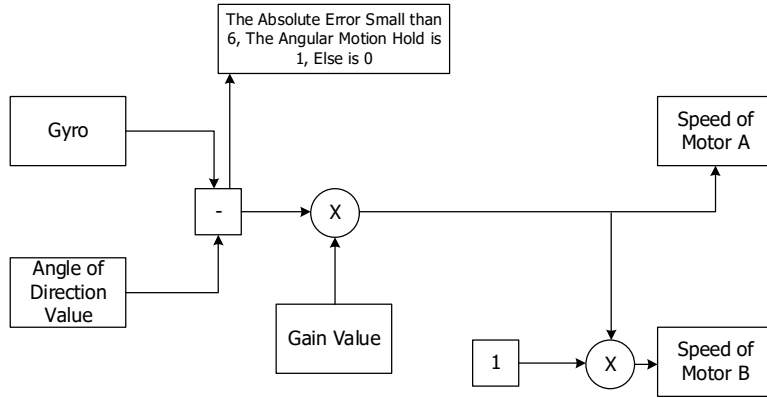 The Absolute Error Small than
6, The Angular Motion Hold is
1, Else is 0
Gyro
Speed of
Motor A
-
X
Angle of
Direction
Value
Gain Value
1
X
Speed of
Motor B